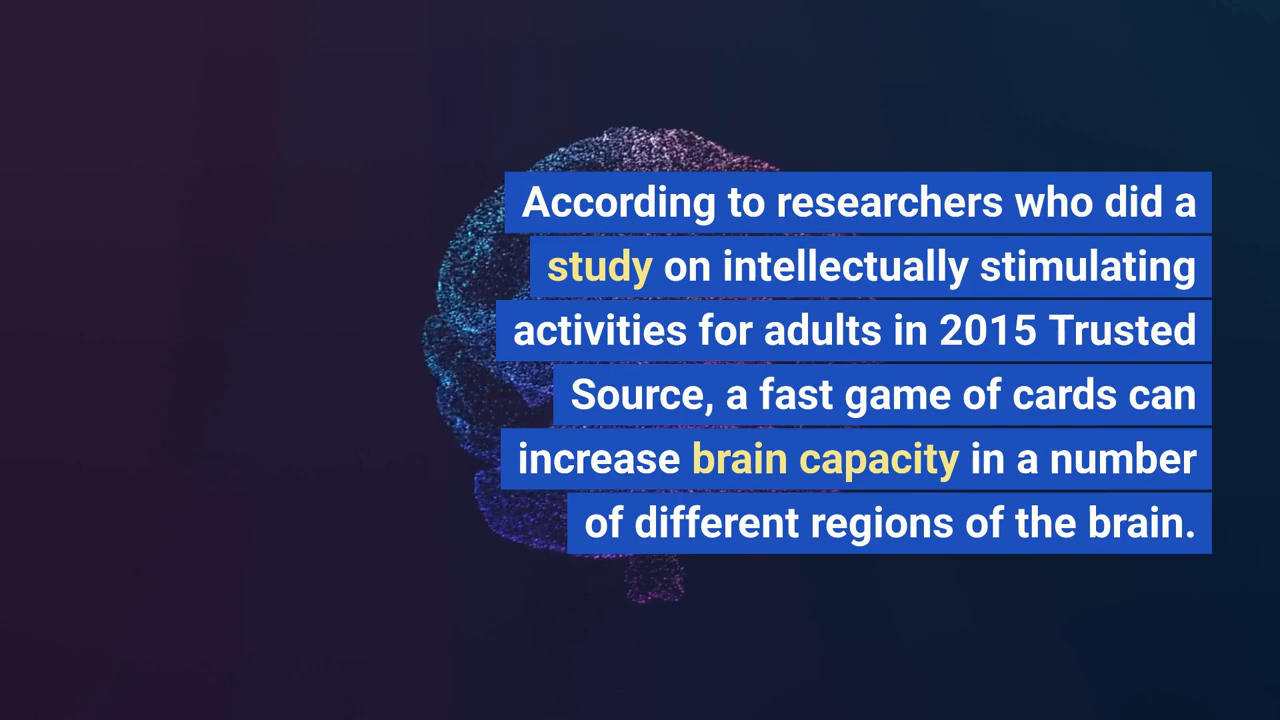 According to researchers who did a
study on intellectually stimulating
activities for adults in 2015 Trusted
Source, a fast game of cards can
increase brain capacity in a number
of different regions of the brain.